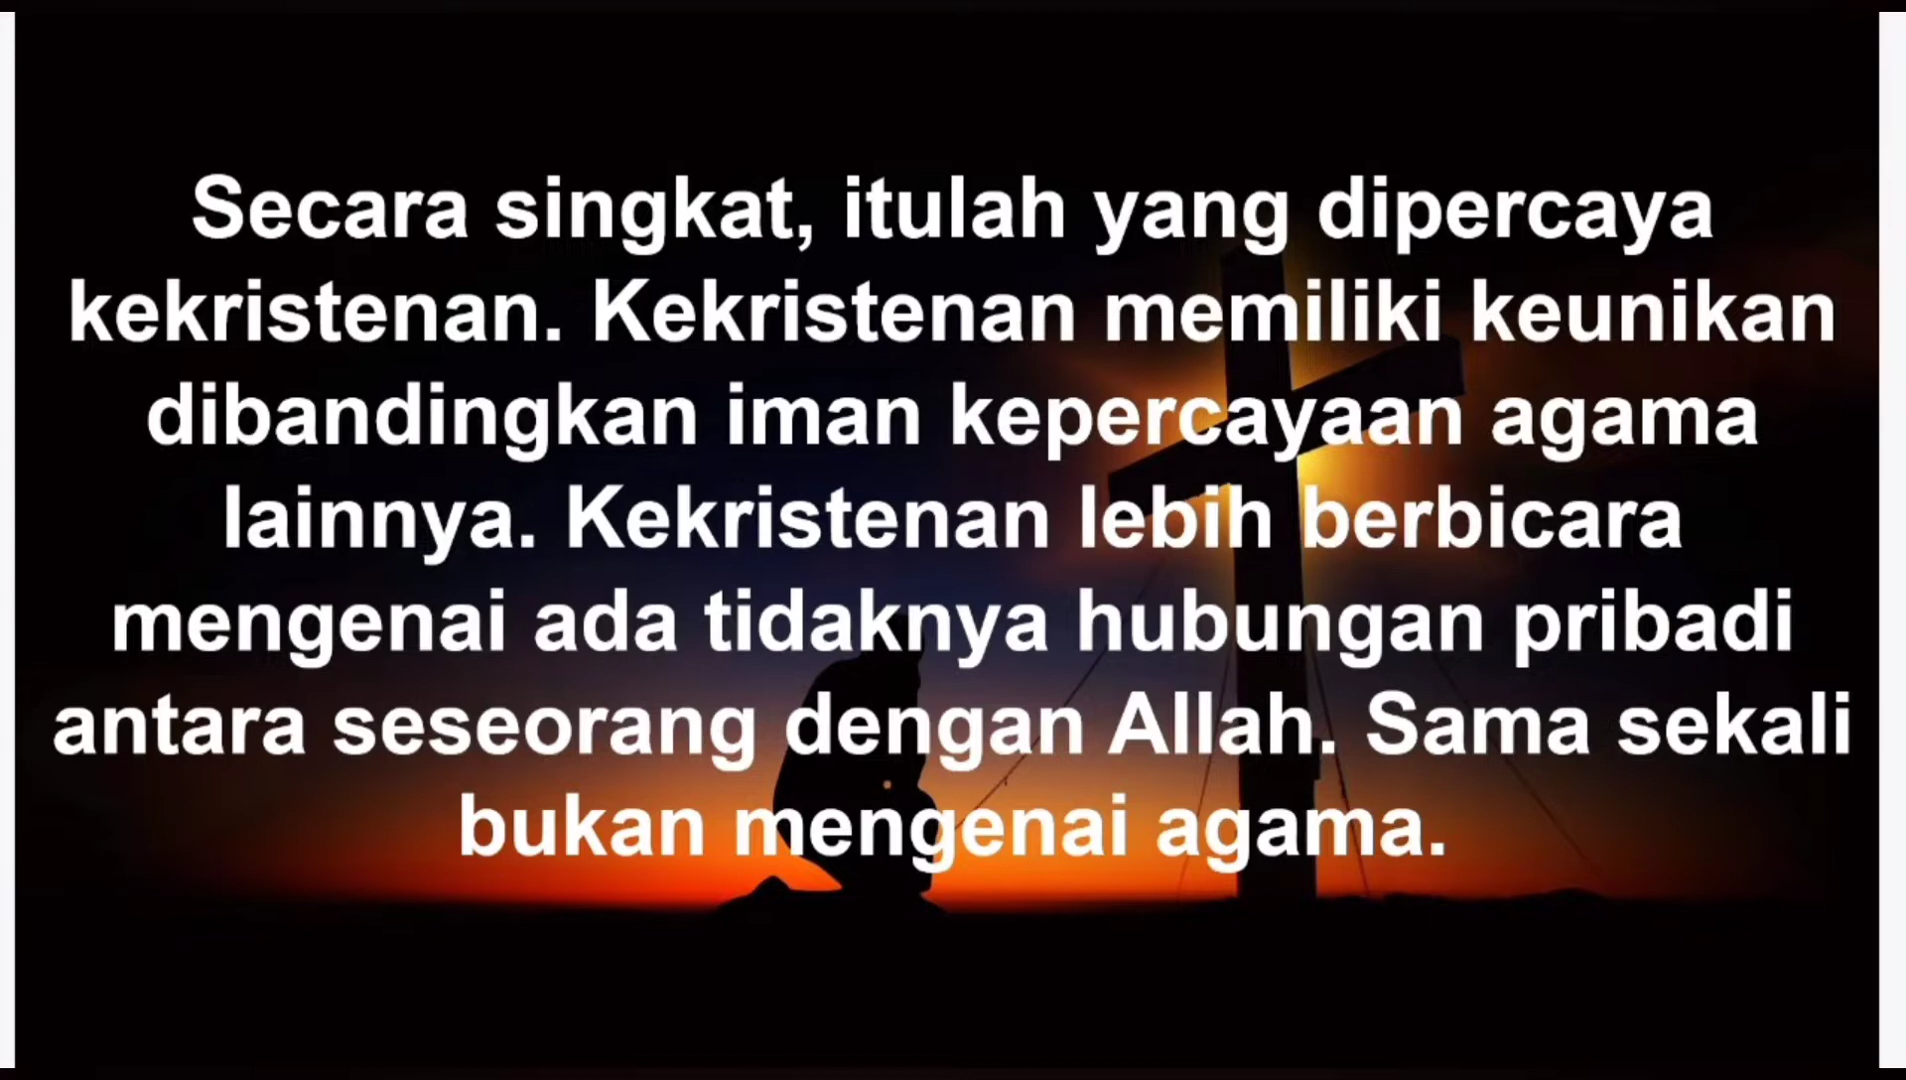 Secara singkat, itulah yang dipercaya
kekristenan. Kekristenan memiliki keunikan
dibandingkan iman kepercayaan agama
lainnya. Kekristenan lebih berbicara
mengenai ada tidaknya hubungan pribadi
antara seseorang dengan Allah. Sama sekali
bukan mengenai agama.